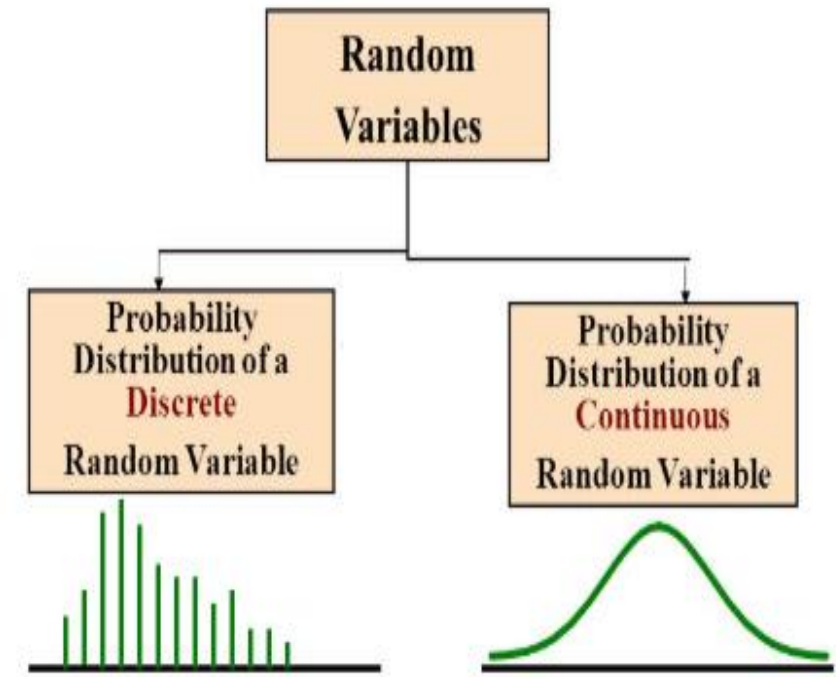 Random
Variables
Probability
Distribution of a
Discrete
Random Variable
Probability
Distribution of a
Continuous
Random Variable